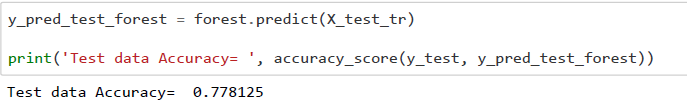 y_pred_test_forest = forest.predict(X_test_tr)
print('Test data Accuracy= ', accuracy_score(y_test, y_pred_test_forest))
Test data Accuracy=  0.778125